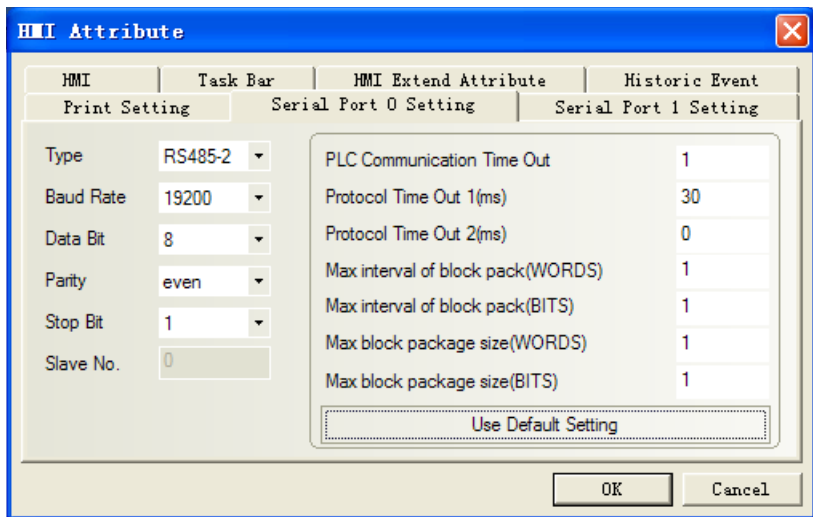 HMI Attribute
HMI Task Bar HMI Extend Attribute Historic Event
Print Setting Serial Port 0 Setting Serial Port 1 Setting
Type RS485-2
Baud Rate 19200
Data Bit 8
Parity even
Stop Bit 1
Slave No. 0
PLC Communication Time Out 1
Protocol Time Out 1(ms) 30
Protocol Time Out 2(ms) 0
Max interval of block pack(WORDS) 1
Max interval of block pack(BITS) 1
Max block package size(WORDS) 1
Max block package size(BITS) 1
Use Default Setting
OK Cancel